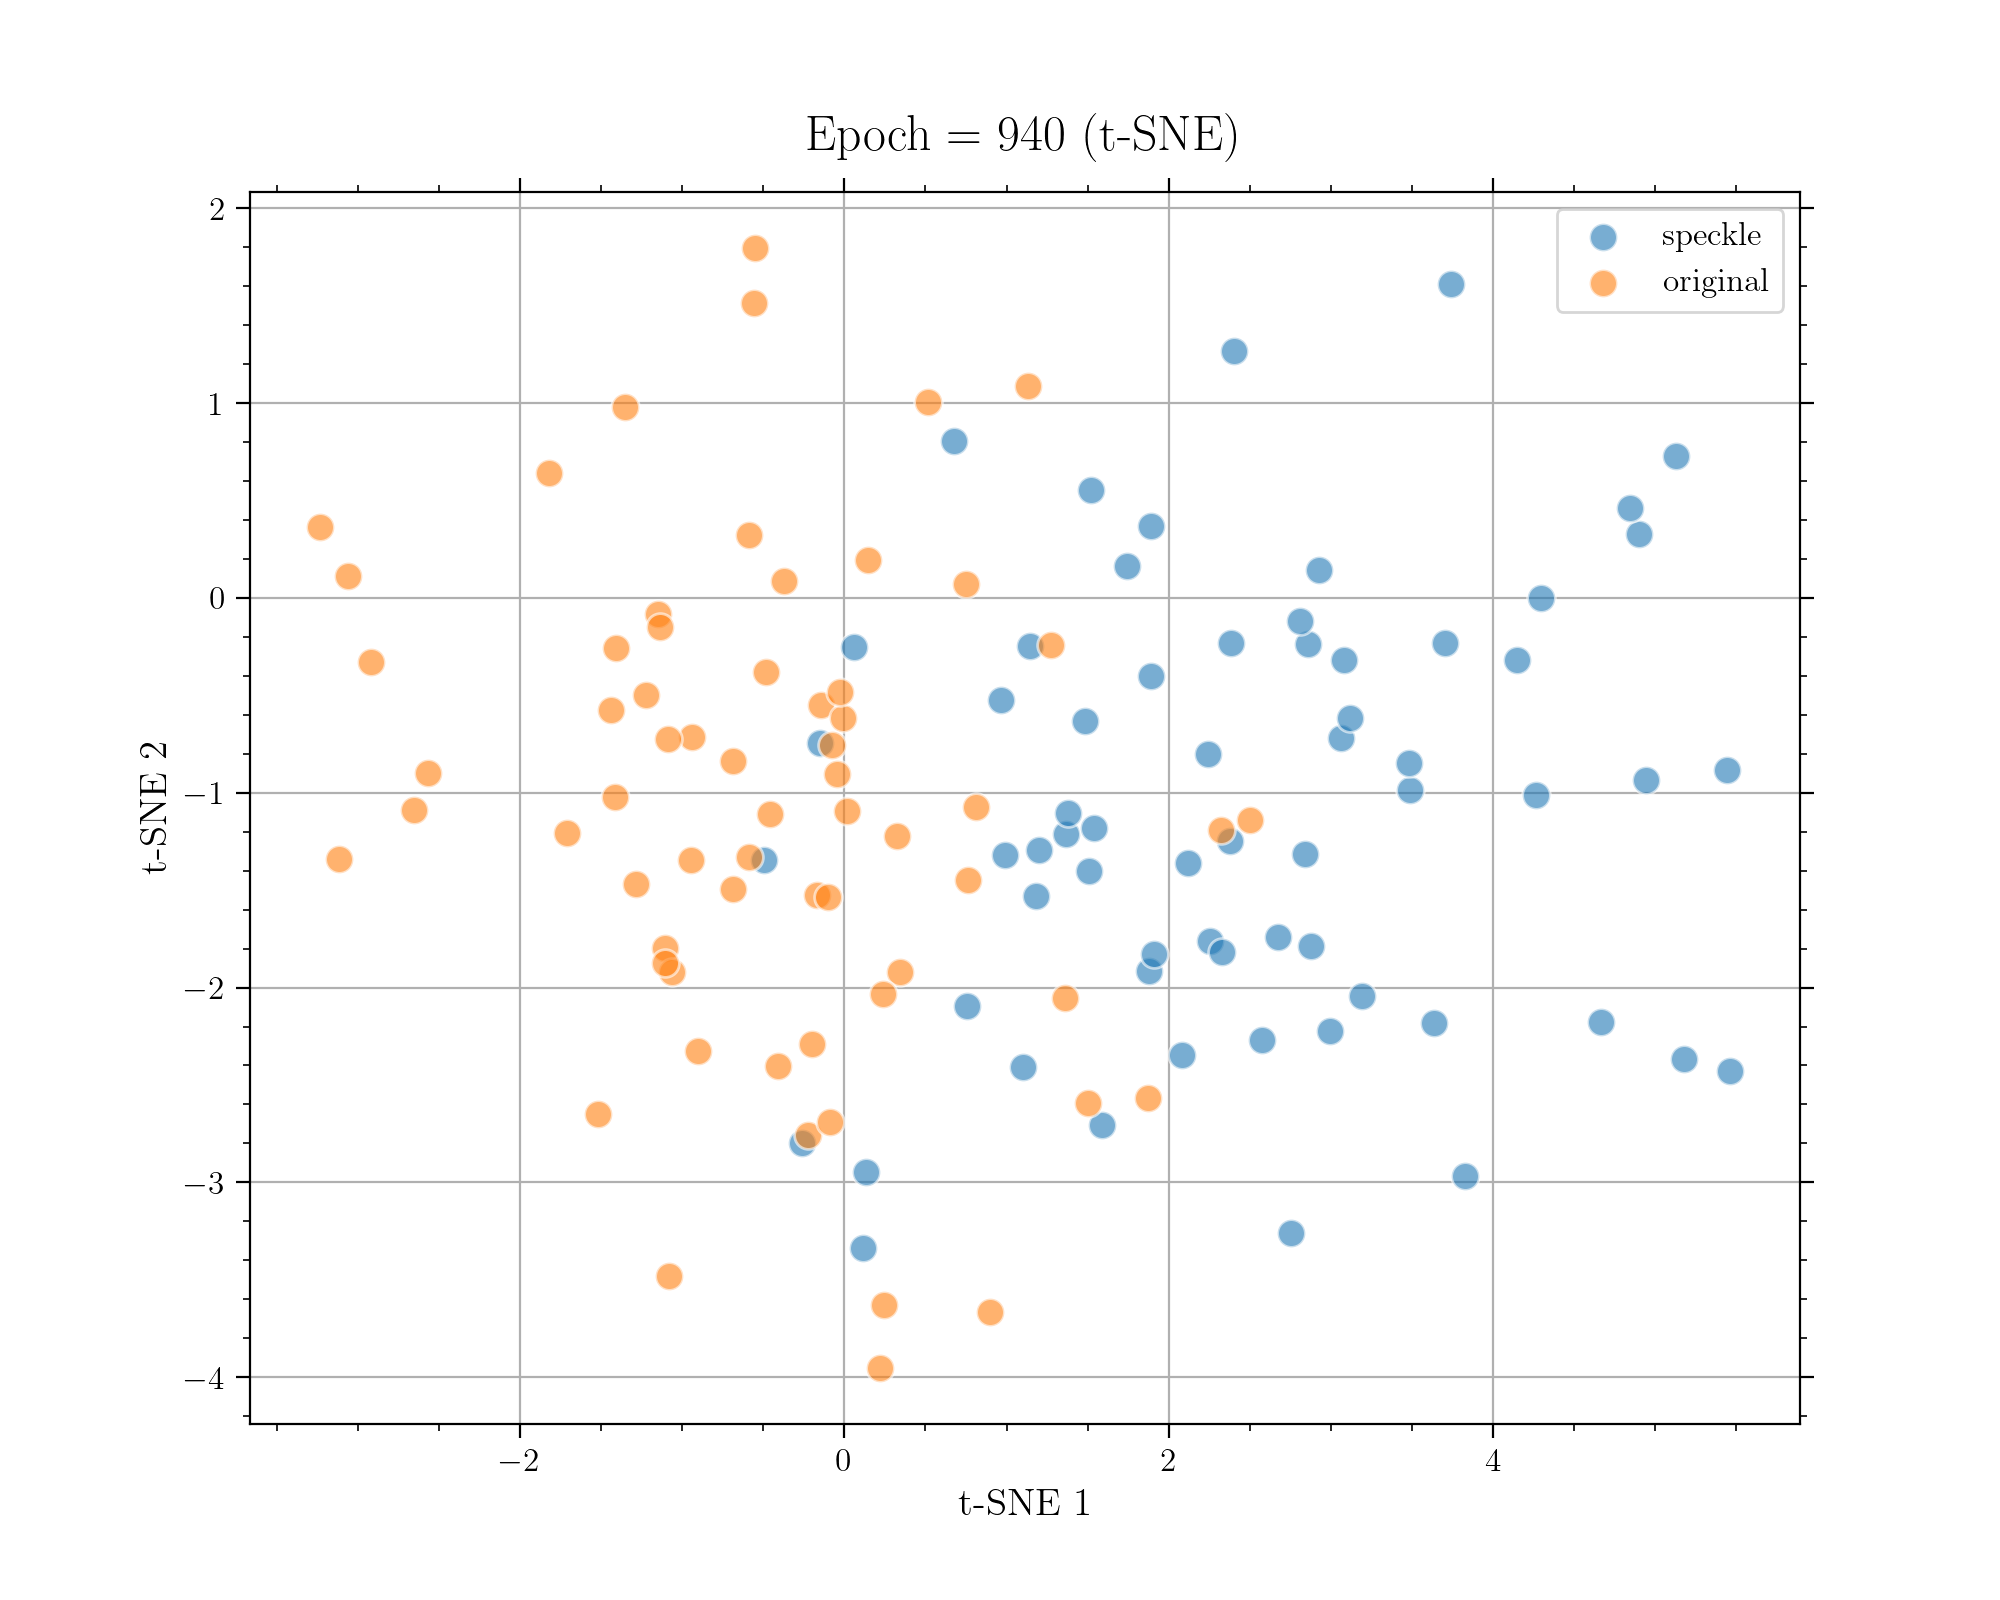 Epoch = 940 (t-SNE)
speckle
original
2
1
0
−1
−2
−3
−4
t-SNE 2
−2
0
2
4
t-SNE 1